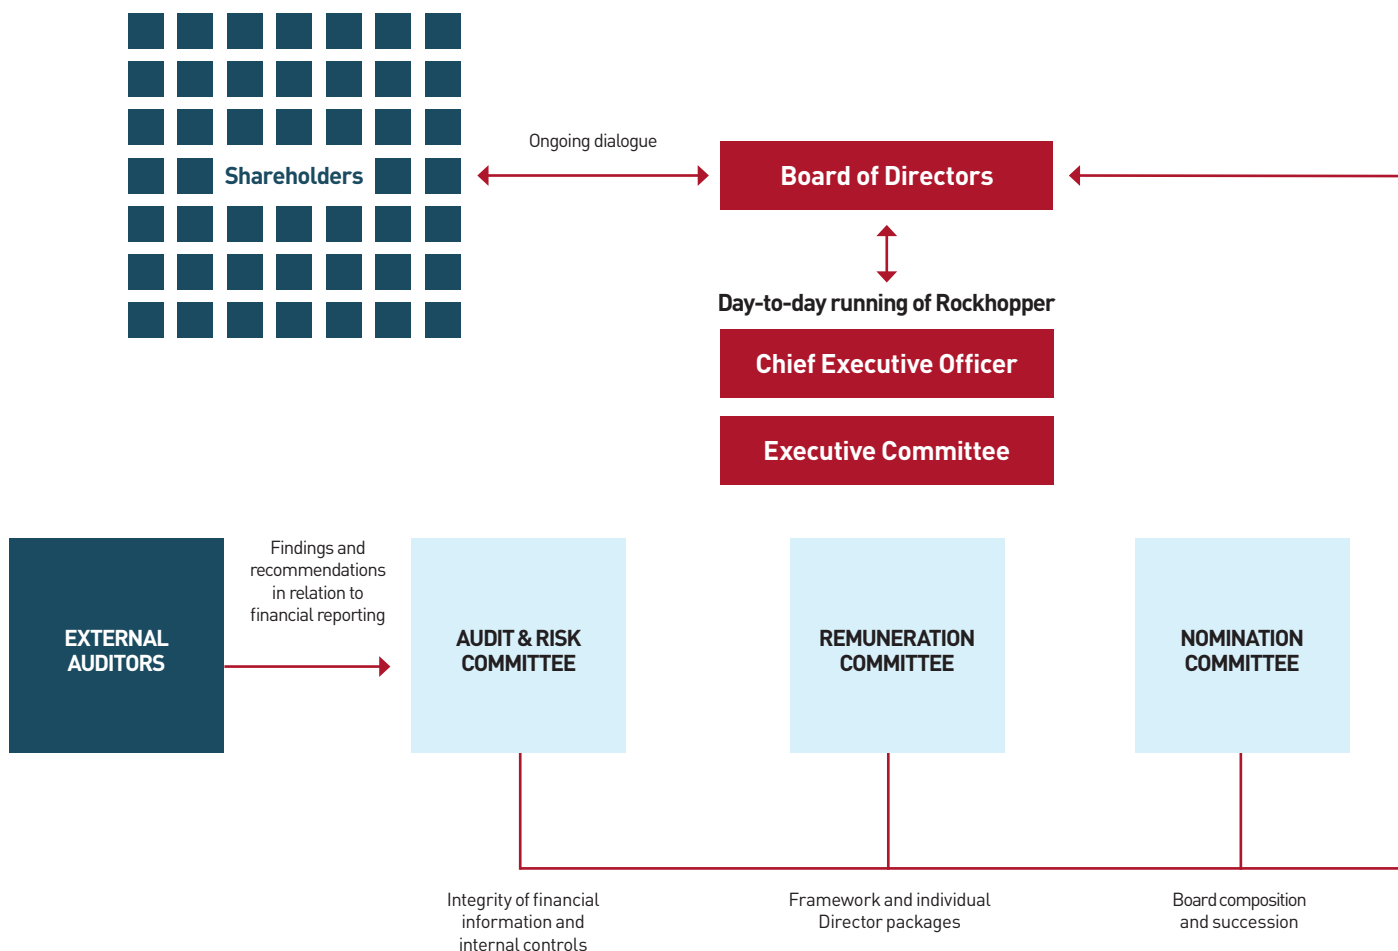 Ongoing dialogue
Shareholders
Board of Directors
Day-to-day running of Rockhopper
Chief Executive Officer
Executive Committee
EXTERNAL
AUDITORS
Findings and
recommendations
in relation to
financial reporting
AUDIT & RISK
COMMITTEE
REMUNERATION
COMMITTEE
NOMINATION
COMMITTEE
Integrity of financial
information and
internal controls
Framework and individual
Director packages
Board composition
and succession